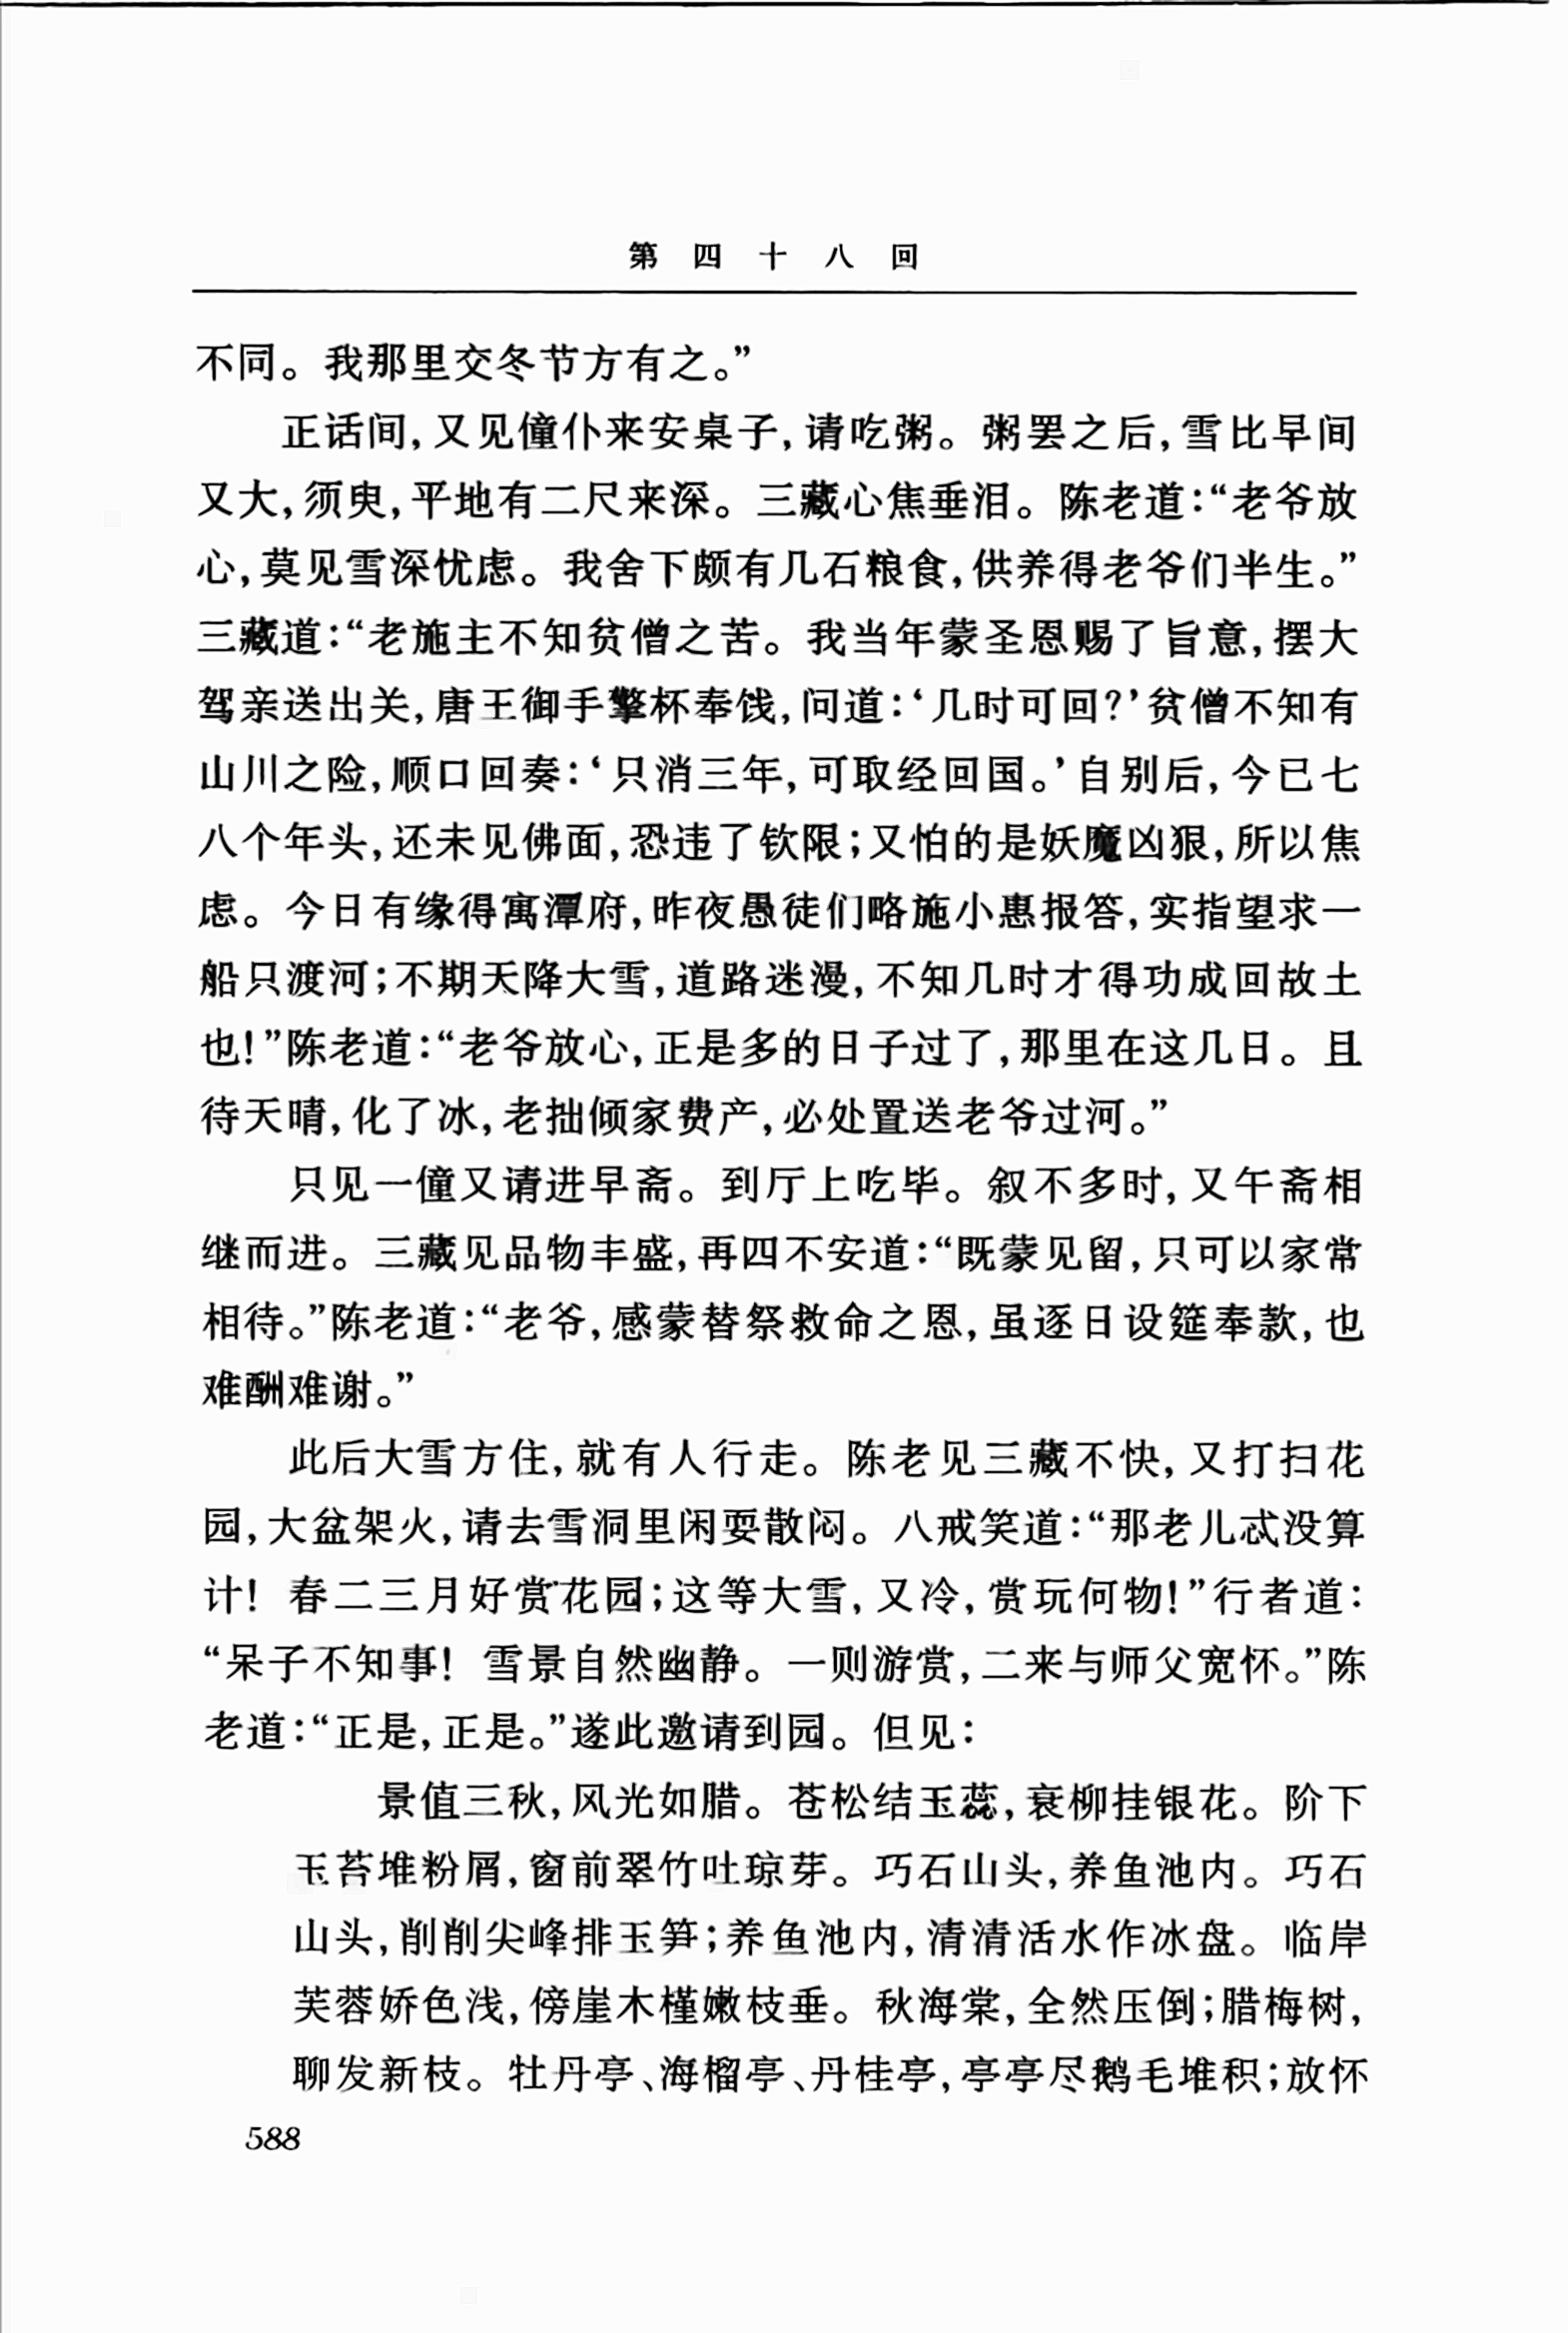 第四十八回
不同。我那里交冬节方有之。”
正话间,又见僮仆来安桌子,请吃粥。粥罢之后,雪比早间
又大,须臾,平地有二尺来深。三藏心焦垂泪。陈老道:“老爷放
心,莫见雪深忧虑。我舍下颇有几石粮食,供养得老爷们半生。”
三藏道:“老施主不知贫僧之苦。我当年蒙圣恩赐了旨意,摆大
驾亲送出关,唐王御手擎杯奉饯,问道:‘几时可回?’贫僧不知有
山川之险,顺口回奏:‘只消三年,可取经回国。’自别后,今已七
八个年头,还未见佛面,恐违了钦限;又怕的是妖魔凶狠,所以焦
虑。今日有缘得寓潭府,昨夜愚徒们略施小惠报答,实指望求一
船只渡河;不期天降大雪,道路迷漫,不知几时才得功成回故土
也!”陈老道:“老爷放心,正是多的日子过了,那里在这几日。且
待天晴,化了冰,老拙倾家费产,必处置送老爷过河。”
只见一僮又请进早斋。到厅上吃毕。叙不多时,又午斋相
继而进。三藏见品物丰盛,再四不安道:“既蒙见留,只可以家常
相待。”陈老道:“老爷,感蒙替祭救命之恩,虽逐日设筵奉款,也
难酬难谢。”
此后大雪方住,就有人行走。陈老见三藏不快,又打扫花
园,大盆架火,请去雪洞里闲耍散闷。八戒笑道:“那老儿忒没算
计! 春二三月好赏花园;这等大雪,又冷,赏玩何物!”行者道:
“呆子不知事! 雪景自然幽静。一则游赏,二来与师父宽怀。”陈
老道:“正是,正是。”遂此邀请到园。但见:
景值三秋,风光如腊。苍松结玉蕊,衰柳挂银花。阶下
玉苔堆粉屑,窗前翠竹吐琼芽。巧石山头,养鱼池内。巧石
山头,削削尖峰排玉笋;养鱼池内,清清活水作冰盘。临岸
芙蓉娇色浅,傍崖木槿嫩枝垂。秋海棠,全然压倒;腊梅树,
聊发新枝。牡丹亭、海榴亭、丹桂亭,亭亭尽鹅毛堆积;放怀
588